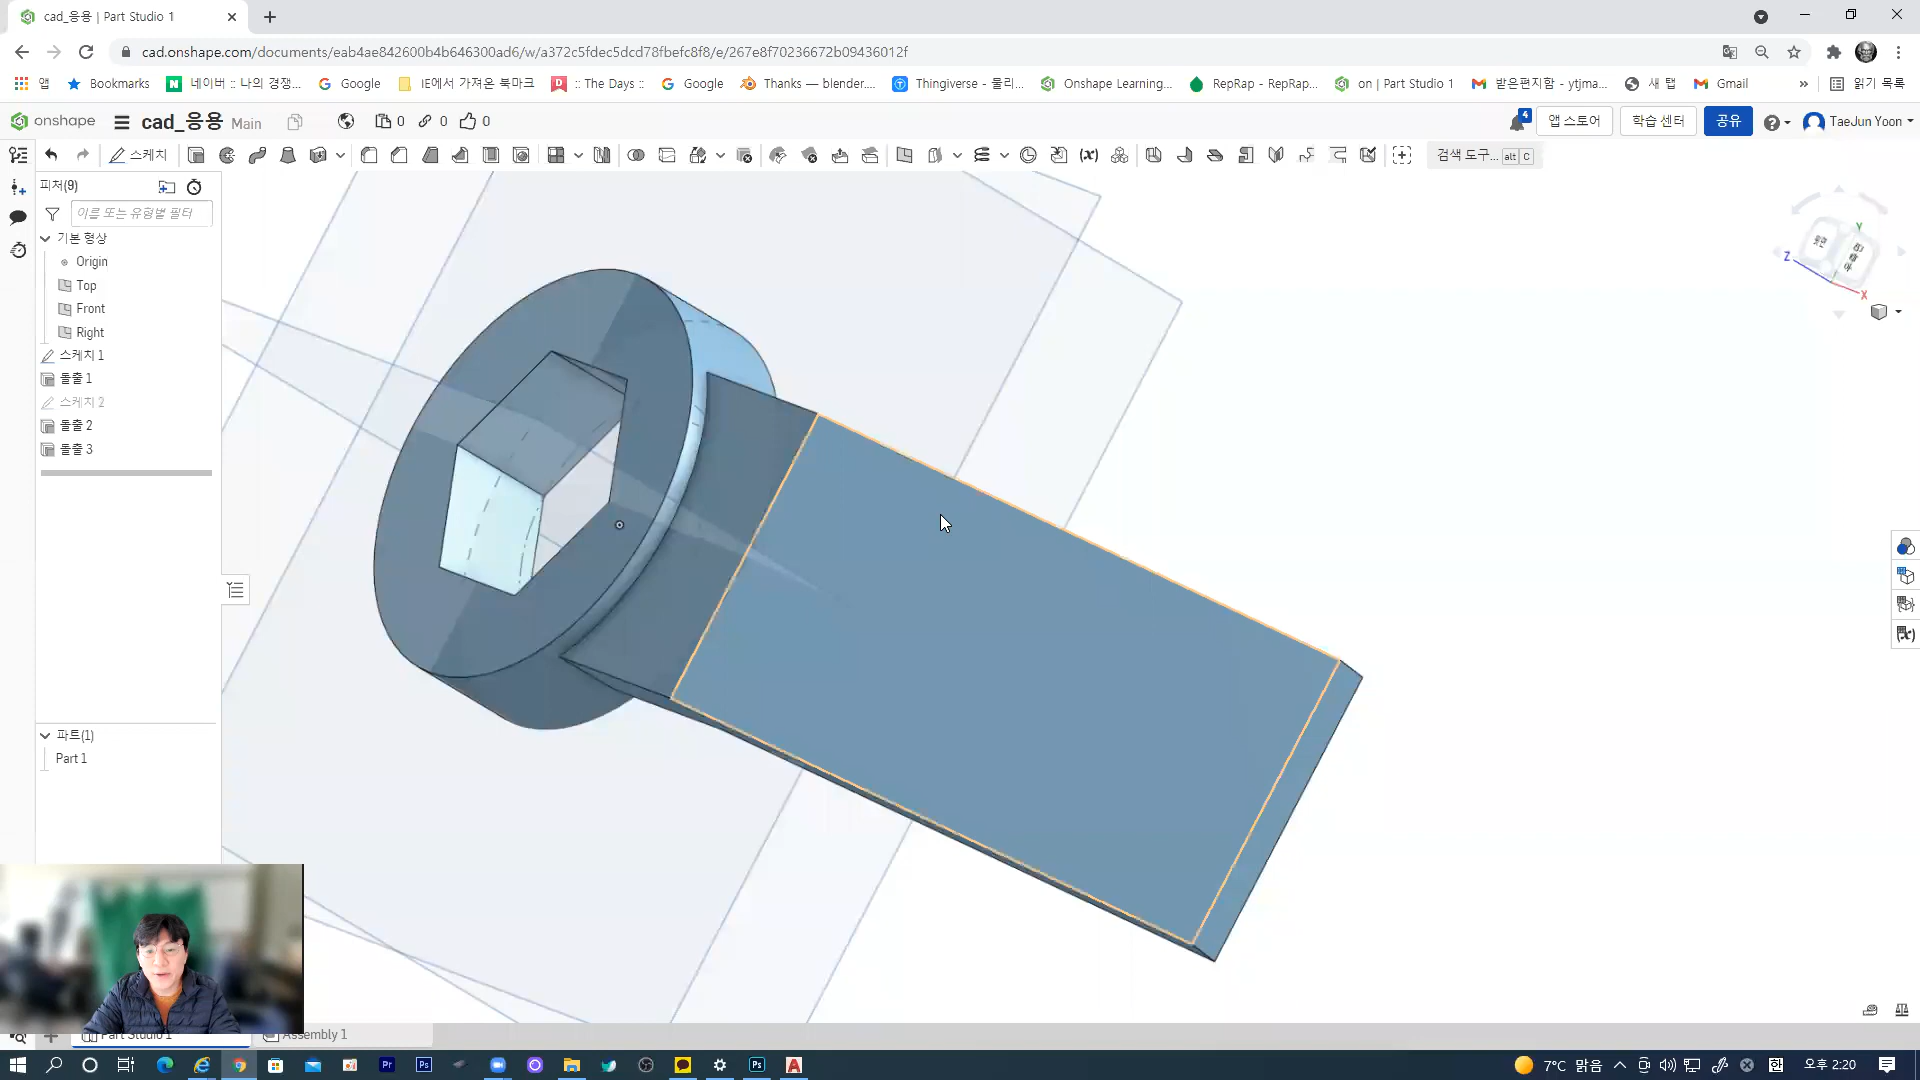 cad_응용 | Part Studio 1
cad.onshape.com/documents/eab4ae842600b4b646300ad6/w/a372c5fdec5dcd78fbefc8f8/e/267e8f70236672b09436012f
앱
Bookmarks
네이버 :: 나의 경쟁...
Google
IE에서 가져온 북마크
:: The Days ::
Google
Thanks — blender....
Thingiverse - 물리...
Onshape Learning...
RepRap - RepRap...
on | Part Studio 1
받은편지함 - ytjma...
새 탭
Gmail
»
읽기 목록
onshape
cad_응용 Main
0
0
0
4
앱 스토어
학습 센터
공유
TaeJun Yoon
스케치
검색 도구... alt C
피처(9)
이름 또는 유형별 필터
기본 형상
Origin
Top
Front
Right
스케치 1
돌출 1
스케치 2
돌출 2
돌출 3
파트(1)
Part 1
Y
Z
X
Part Studio 1
Assembly 1
7°C 맑음
오후 2:20